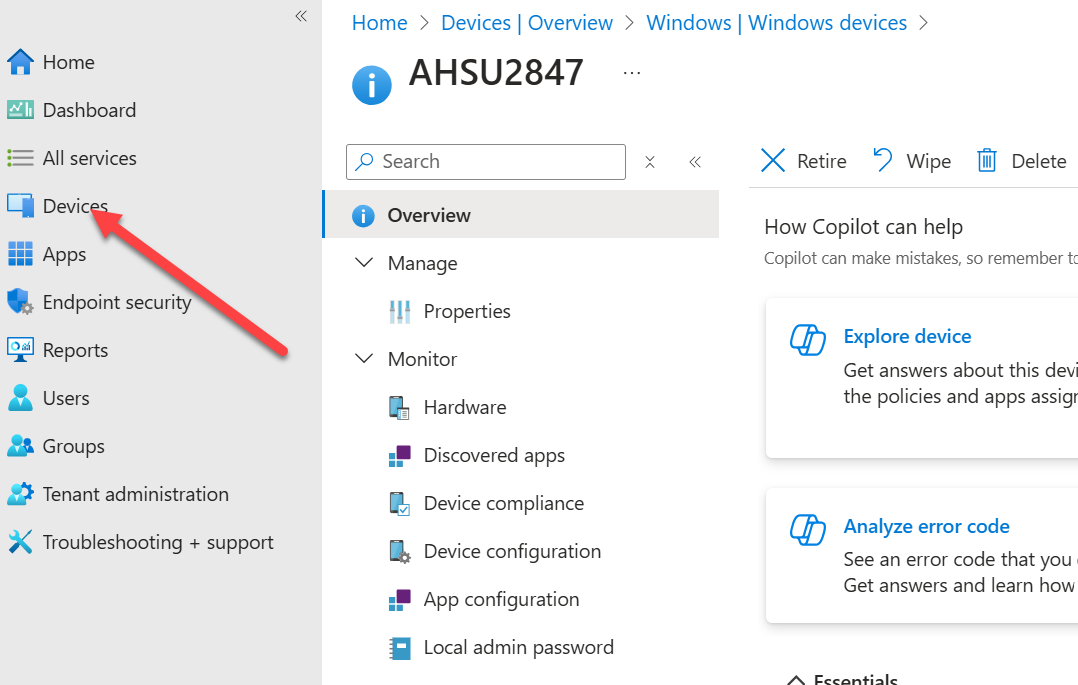 Home
Dashboard
All services
Devices
Apps
Endpoint security
Reports
Users
Groups
Tenant administration
Troubleshooting + support
Home > Devices | Overview > Windows | Windows devices >
AHSU2847 ...
Search
Overview
Manage
Properties
Monitor
Hardware
Discovered apps
Device compliance
Device configuration
App configuration
Local admin password
Retire Wipe Delete
How Copilot can help
Copilot can make mistakes, so remember to
Explore device
Get answers about this devi
the policies and apps assign
Analyze error code
See an error code that you
Get answers and learn how
Essentials